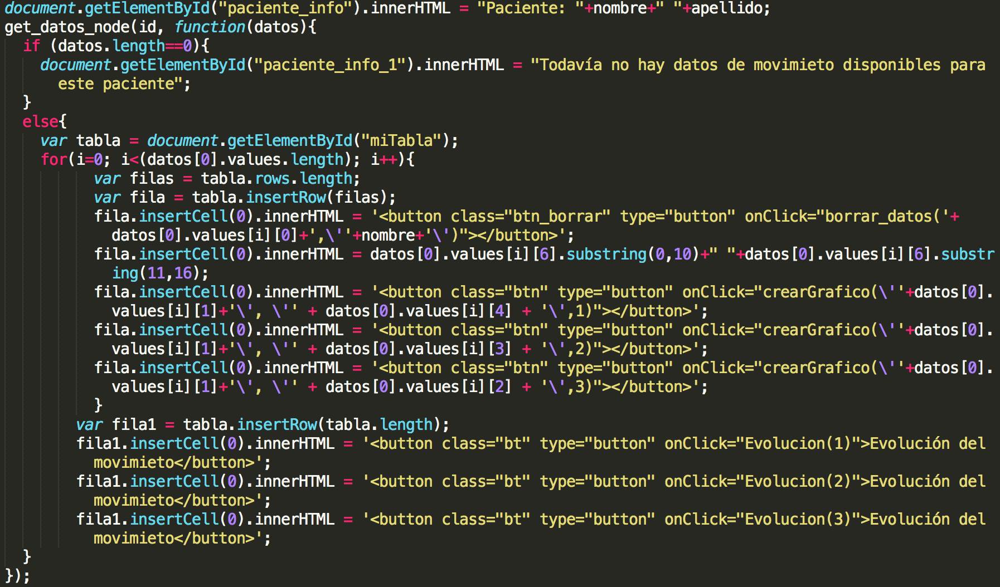 document.getElementById("paciente_info").innerHTML = "Paciente: "+nombre+" "+apellido;
get_datos_node(id, function(datos){
  if (datos.length==0){
    document.getElementById("paciente_info_1").innerHTML = "Todavía no hay datos de movimieto disponibles para
      este paciente";
  }
  else{
    var tabla = document.getElementById("miTabla");
    for(i=0; i<(datos[0].values.length); i++){
          var filas = tabla.rows.length;
          var fila = tabla.insertRow(filas);
          fila.insertCell(0).innerHTML = '<button class="btn_borrar" type="button" onClick="borrar_datos('+
            datos[0].values[i][0]+',\''+nombre+'\')"></button>';
          fila.insertCell(0).innerHTML = datos[0].values[i][6].substring(0,10)+" "+datos[0].values[i][6].substr
            ing(11,16);
          fila.insertCell(0).innerHTML = '<button class="btn" type="button" onClick="crearGrafico(\''+datos[0].
            values[i][1]+'\', \'' + datos[0].values[i][4] + '\',1)"></button>';
          fila.insertCell(0).innerHTML = '<button class="btn" type="button" onClick="crearGrafico(\''+datos[0].
            values[i][1]+'\', \'' + datos[0].values[i][3] + '\',2)"></button>';
          fila.insertCell(0).innerHTML = '<button class="btn" type="button" onClick="crearGrafico(\''+datos[0].
            values[i][1]+'\', \'' + datos[0].values[i][2] + '\',3)"></button>';
          }
        var fila1 = tabla.insertRow(tabla.length);
        fila1.insertCell(0).innerHTML = '<button class="bt" type="button" onClick="Evolucion(1)">Evolución del
          movimieto</button>';
        fila1.insertCell(0).innerHTML = '<button class="bt" type="button" onClick="Evolucion(2)">Evolución del
          movimieto</button>';
        fila1.insertCell(0).innerHTML = '<button class="bt" type="button" onClick="Evolucion(3)">Evolución del
          movimieto</button>';
  }
});